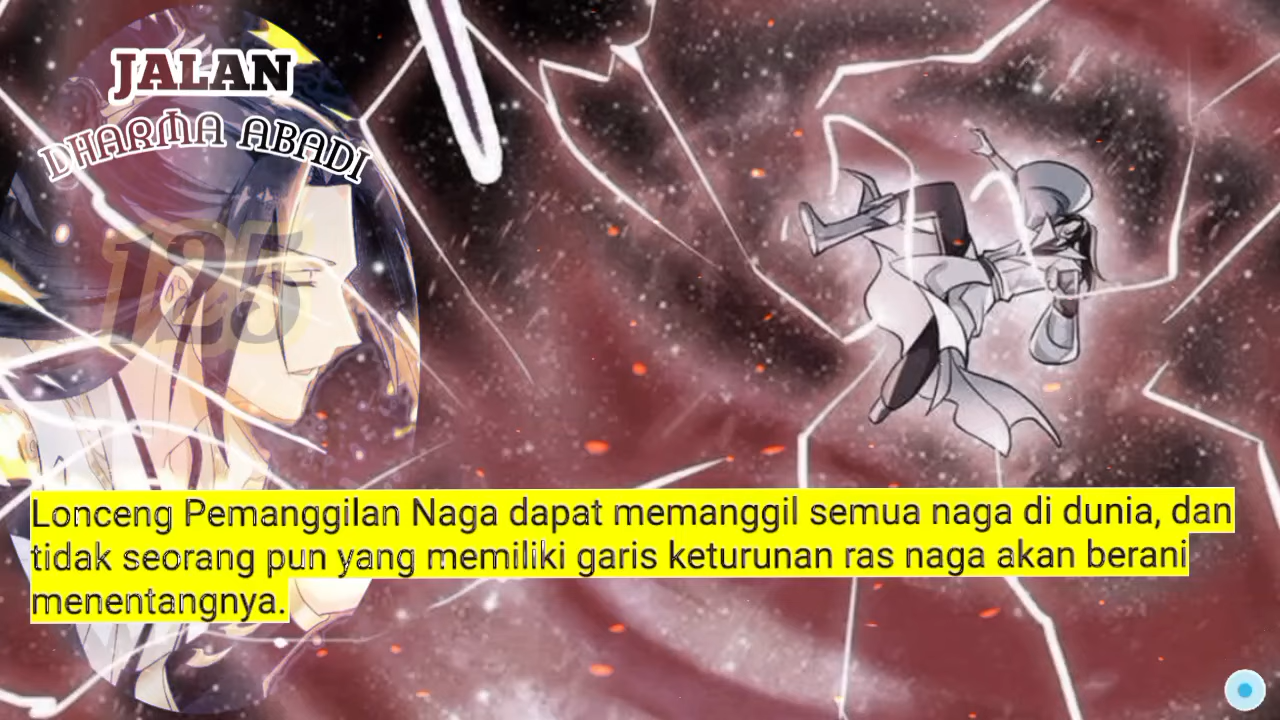 JALAN
DHARMA ABADI
125
Lonceng Pemanggilan Naga dapat memanggil semua naga di dunia, dan
tidak seorang pun yang memiliki garis keturunan ras naga akan berani
menentangnya.